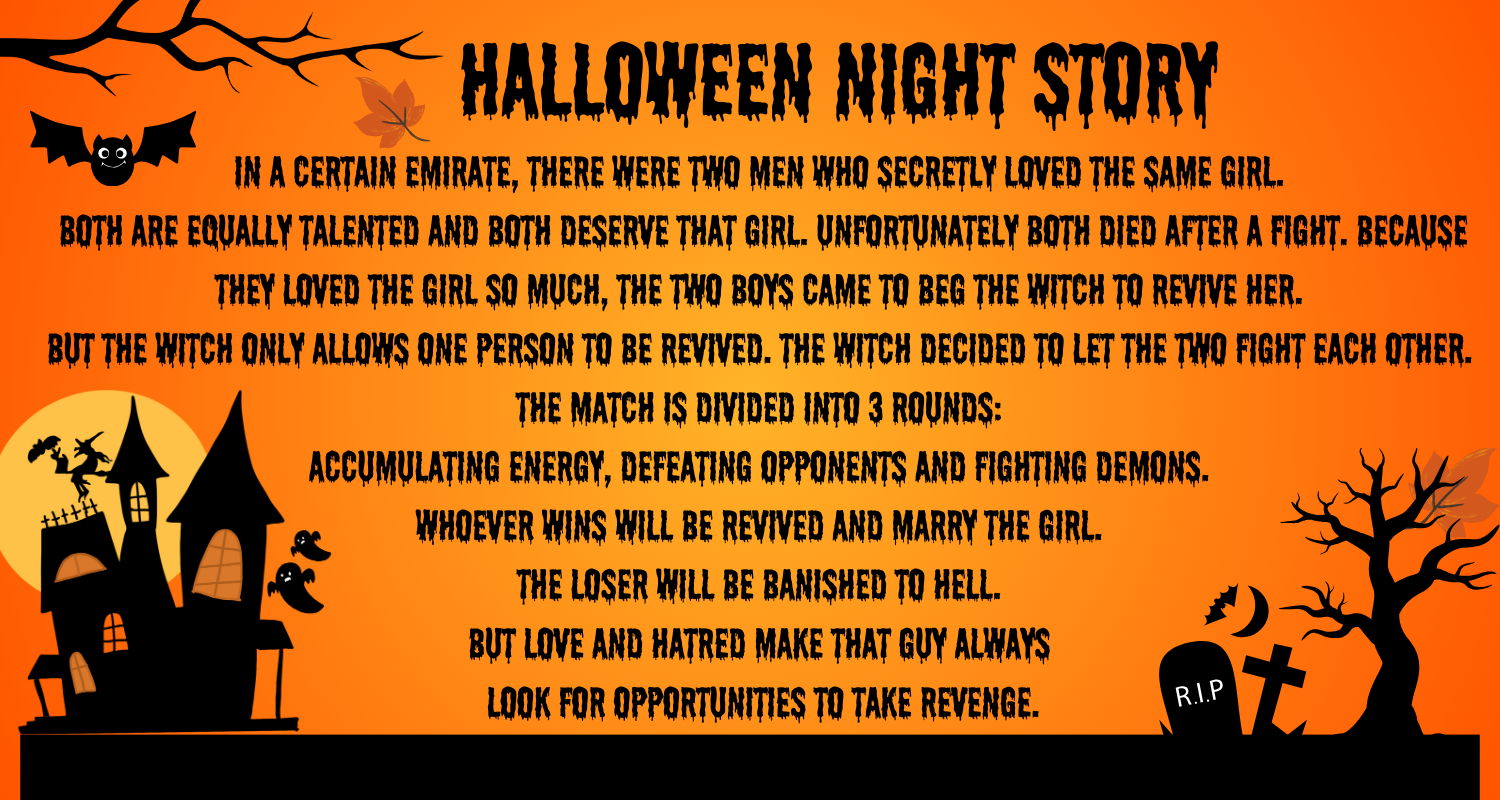 HALLOWEEN NIGHT STORY
IN A CERTAIN EMIRATE, THERE WERE TWO MEN WHO SECRETLY LOVED THE SAME GIRL.
BOTH ARE EQUALLY TALENTED AND BOTH DESERVE THAT GIRL. UNFORTUNATELY BOTH DIED AFTER A FIGHT. BECAUSE
THEY LOVED THE GIRL SO MUCH, THE TWO BOYS CAME TO BEG THE WITCH TO REVIVE HER.
BUT THE WITCH ONLY ALLOWS ONE PERSON TO BE REVIVED. THE WITCH DECIDED TO LET THE TWO FIGHT EACH OTHER.
THE MATCH IS DIVIDED INTO 3 ROUNDS:
ACCUMULATING ENERGY, DEFEATING OPPONENTS AND FIGHTING DEMONS.
WHOEVER WINS WILL BE REVIVED AND MARRY THE GIRL.
THE LOSER WILL BE BANISHED TO HELL.
BUT LOVE AND HATRED MAKE THAT GUY ALWAYS
LOOK FOR OPPORTUNITIES TO TAKE REVENGE.
R.I.P